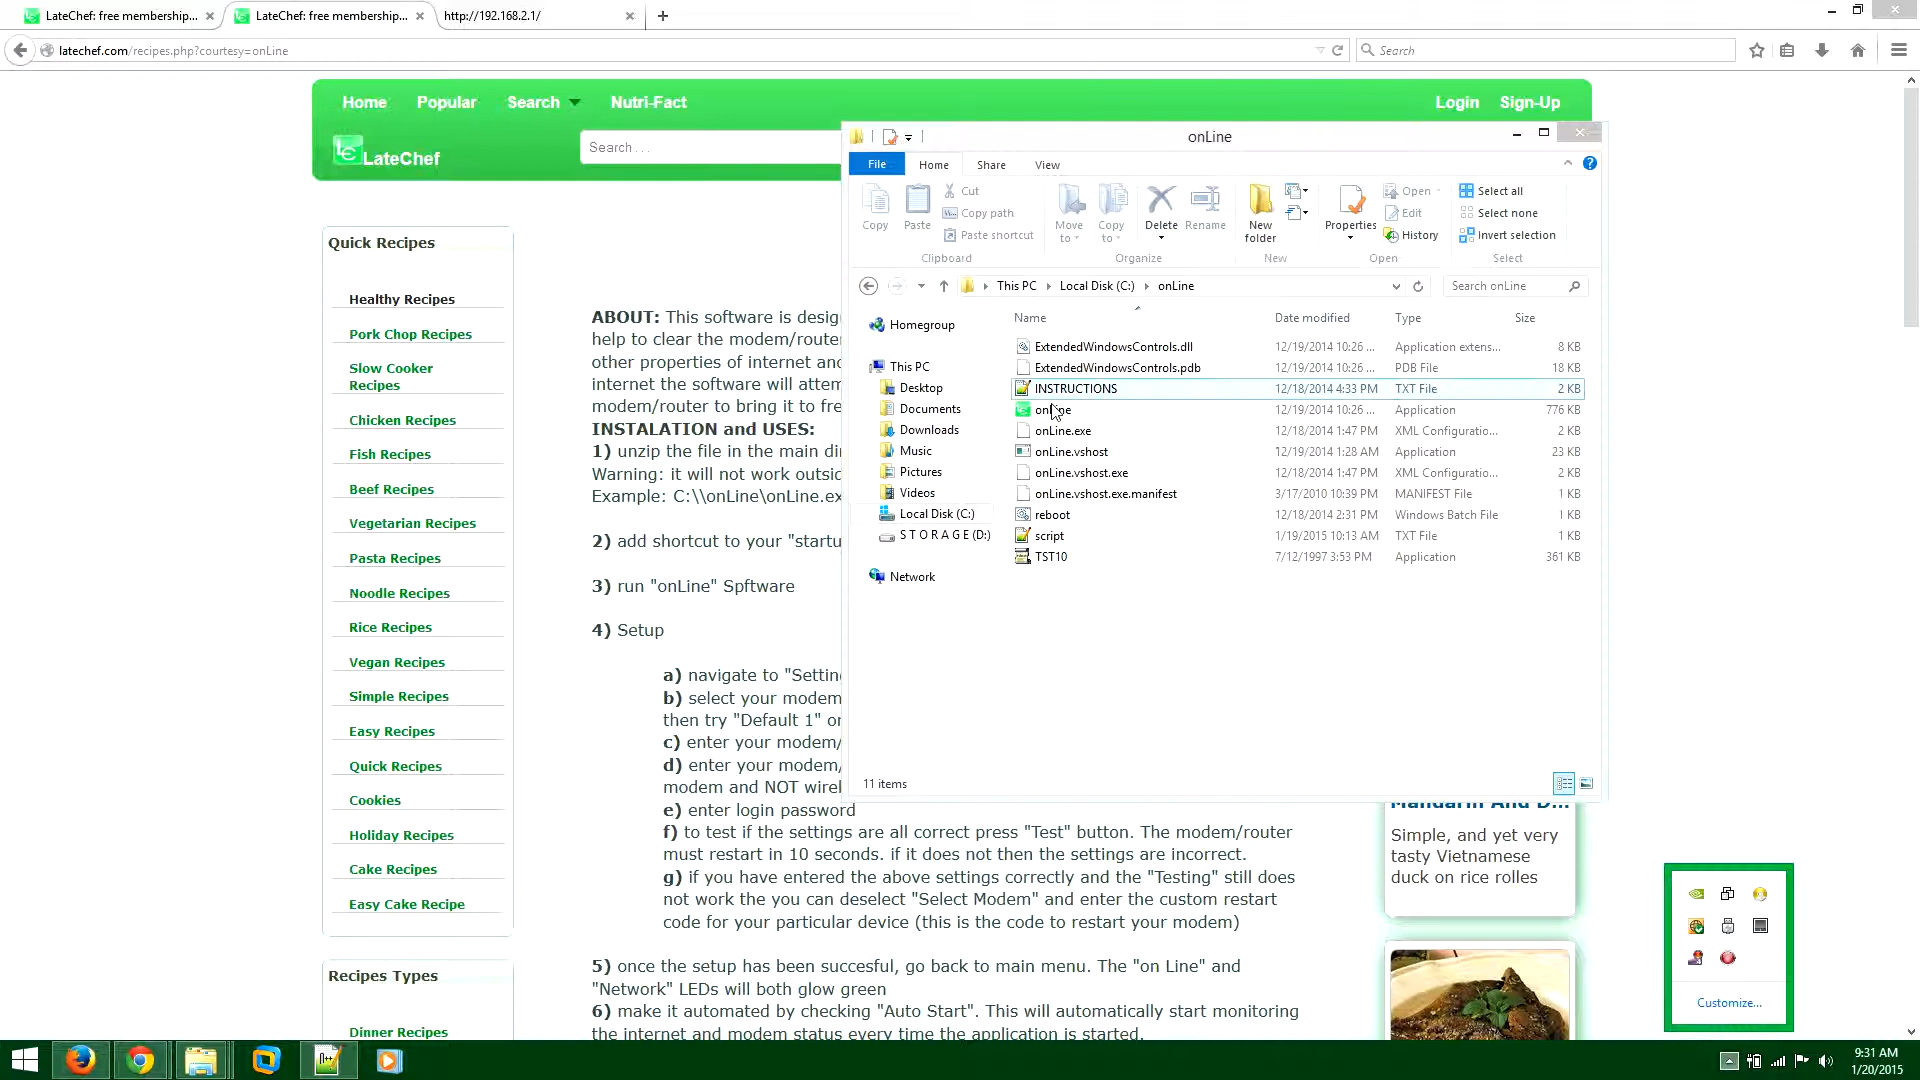 LateChef: free membership...
LateChef: free membership...
http://192.168.2.1/
latechef.com/recipes.php?courtesy=onLine
Search
Home
Popular
Search
Nutri-Fact
Login
Sign-Up
LateChef
Search . . .
Quick Recipes
Healthy Recipes
Pork Chop Recipes
Slow Cooker
Recipes
Chicken Recipes
Fish Recipes
Beef Recipes
Vegetarian Recipes
Pasta Recipes
Noodle Recipes
Rice Recipes
Vegan Recipes
Simple Recipes
Easy Recipes
Quick Recipes
Cookies
Holiday Recipes
Cake Recipes
Easy Cake Recipe
Recipes Types
Dinner Recipes
ABOUT: This software is desig
help to clear the modem/router
other properties of internet and
internet the software will attem
modem/router to bring it to fre
INSTALATION and USES:
1) unzip the file in the main di
Warning: it will not work outsi
Example: C:\\onLine\onLine.ex
2) add shortcut to your "startu
3) run "onLine" Spftware
4) Setup
a) navigate to "Settin
b) select your modem
then try "Default 1" or
c) enter your modem/
d) enter your modem/
modem and NOT wirel
e) enter login password
f) to test if the settings are all correct press "Test" button. The modem/router
must restart in 10 seconds. if it does not then the settings are incorrect.
g) if you have entered the above settings correctly and the "Testing" still does
not work the you can deselect "Select Modem" and enter the custom restart
code for your particular device (this is the code to restart your modem)
5) once the setup has been succesful, go back to main menu. The "on Line" and
"Network" LEDs will both glow green
6) make it automated by checking "Auto Start". This will automatically start monitoring
the internet and modem status every time the application is started.
onLine
File
Home
Share
View
Copy
Paste
Cut
Copy path
Paste shortcut
Clipboard
Move
to
Copy
to
Delete
Rename
Organize
New
folder
New
Properties
Open
Edit
History
Open
Select all
Select none
Invert selection
Select
This PC
Local Disk (C:)
onLine
Search onLine
Homegroup
This PC
Desktop
Documents
Downloads
Music
Pictures
Videos
Local Disk (C:)
S T O R A G E (D:)
Network
Name Date modified Type Size
ExtendedWindowsControls.dll 12/19/2014 10:26 ... Application extens... 8 KB
ExtendedWindowsControls.pdb 12/19/2014 10:26 ... PDB File 18 KB
INSTRUCTIONS 12/18/2014 4:33 PM TXT File 2 KB
onLine 12/19/2014 10:26 ... Application 776 KB
onLine.exe 12/18/2014 1:47 PM XML Configuratio... 2 KB
onLine.vshost 12/19/2014 1:28 AM Application 23 KB
onLine.vshost.exe 12/18/2014 1:47 PM XML Configuratio... 2 KB
onLine.vshost.exe.manifest 3/17/2010 10:39 PM MANIFEST File 1 KB
reboot 12/18/2014 2:31 PM Windows Batch File 1 KB
script 1/19/2015 10:13 AM TXT File 1 KB
TST10 7/12/1997 3:53 PM Application 361 KB
11 items
Mandarin And D...
Simple, and yet very
tasty Vietnamese
duck on rice rolles
Customize...
9:31 AM
1/20/2015